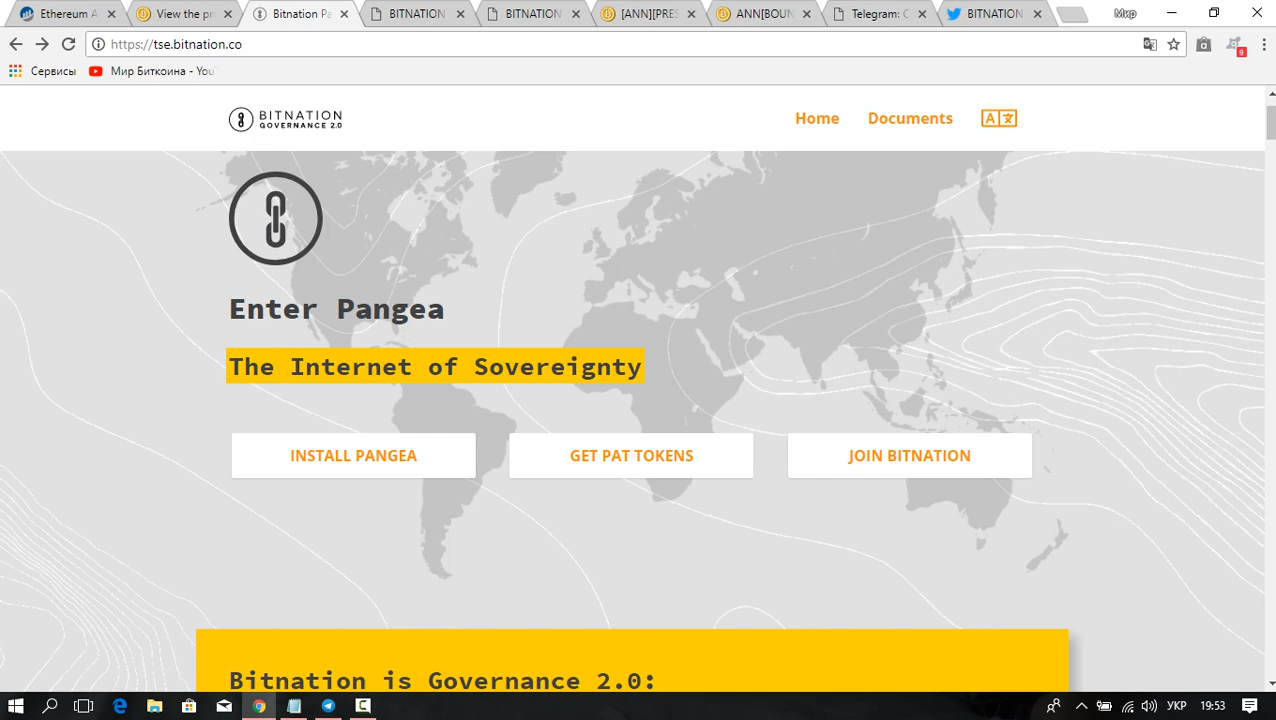 Ethereum A
View the pr
Bitnation Pa
BITNATION
BITNATION
[ANN][PRES
ANN[BOUN
Telegram: C
BITNATION
Мир
https://tse.bitnation.co
9
Сервисы
Мир Биткоина - You
BITNATION
GOVERNANCE 2.0
Home
Documents
A 文
Enter Pangea
The Internet of Sovereignty
INSTALL PANGEA
GET PAT TOKENS
JOIN BITNATION
Bitnation is Governance 2.0:
УКР
19:53